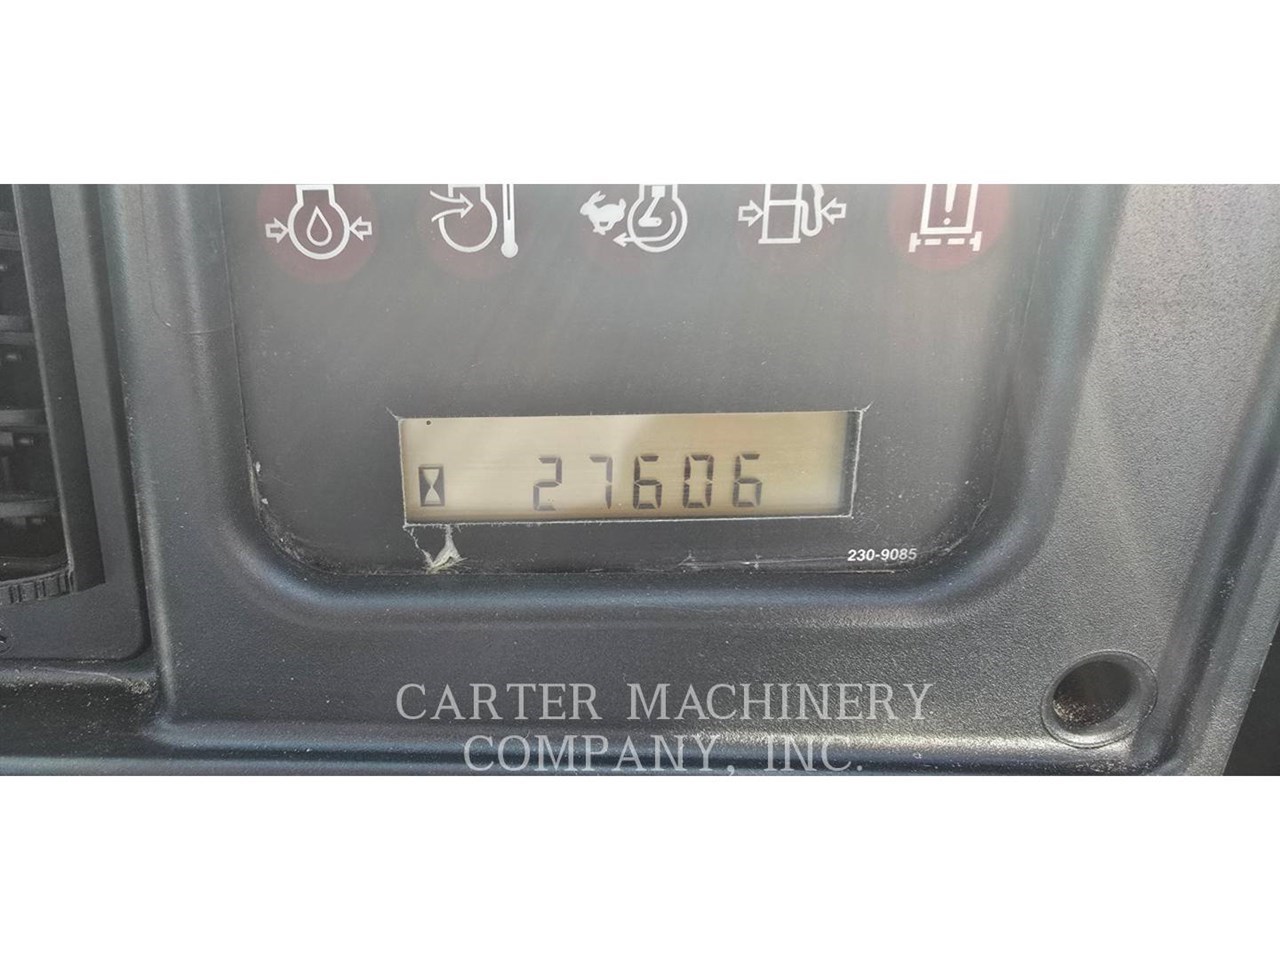 27606
230-9085
CARTER MACHINERY
COMPANY, INC.